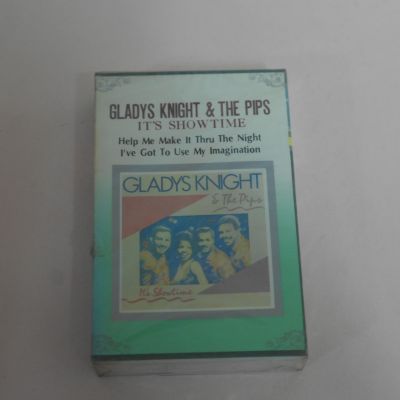 GLADYS KNIGHT & THE PIPS
IT'S SHOWTIME
Help Me Make It Thru The Night
I've Got To Use My Imagination
GLADYS KNIGHT
& The Pips
It's Showtime